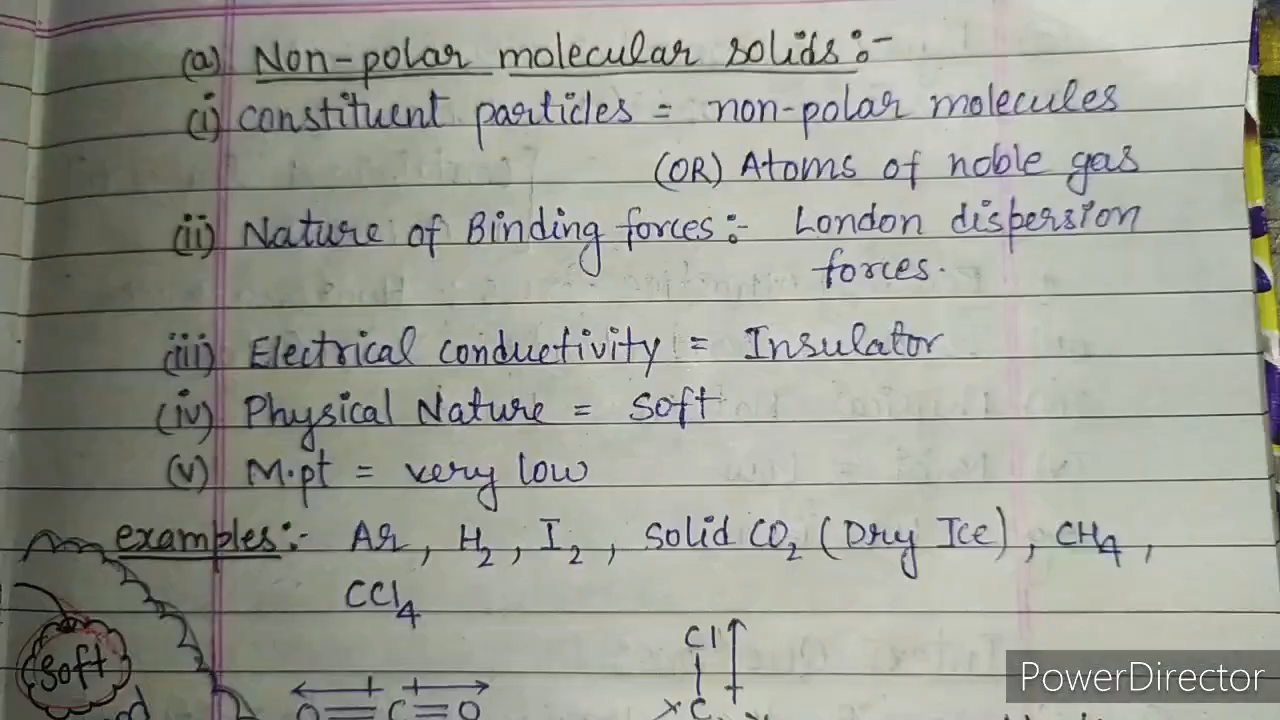 (a) Non-polar molecular solids:-
(i) constituent particles = non-polar molecules
(OR) Atoms of noble gas
(ii) Nature of Binding forces:- London dispersion
forces.
(iii) Electrical conductivity = Insulator
(iv) Physical Nature = soft
(v) M.pt = very low
examples:- Ar, H₂, I₂, solid CO₂ (Dry Ice), CH₄,
CCl₄
Soft
Cl
O=C=O
C
PowerDirector